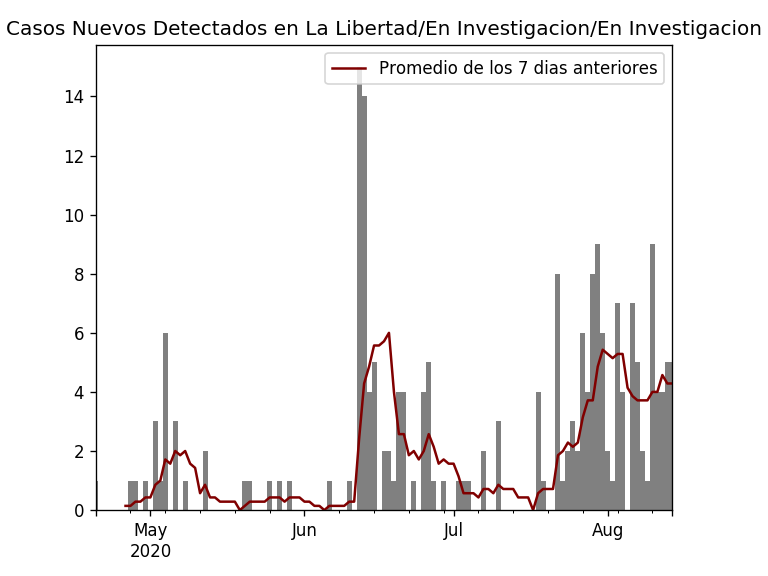 Casos Nuevos Detectados en La Libertad/En Investigacion/En Investigacion
Promedio de los 7 dias anteriores
14
12
10
8
6
4
2
0
May
2020
Jun
Jul
Aug